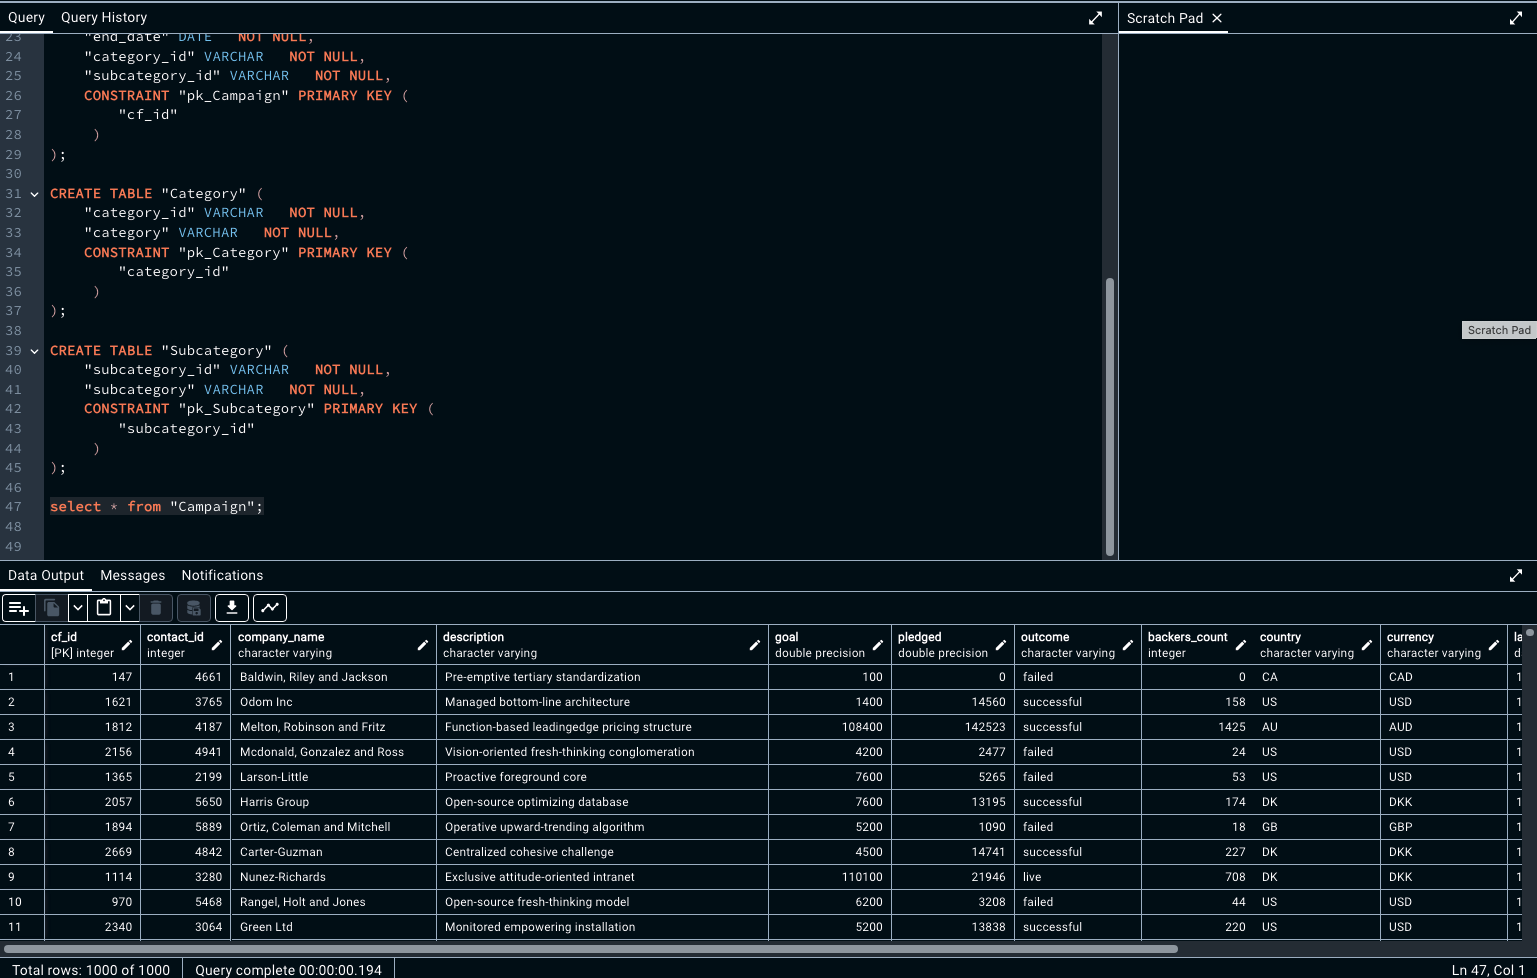 Query Query History
Scratch Pad
23 "end_date" DATE NOT NULL,
24 "category_id" VARCHAR NOT NULL,
25 "subcategory_id" VARCHAR NOT NULL,
26 CONSTRAINT "pk_Campaign" PRIMARY KEY (
27 "cf_id"
28 )
29 );
30
31 CREATE TABLE "Category" (
32 "category_id" VARCHAR NOT NULL,
33 "category" VARCHAR NOT NULL,
34 CONSTRAINT "pk_Category" PRIMARY KEY (
35 "category_id"
36 )
37 );
38
39 CREATE TABLE "Subcategory" (
40 "subcategory_id" VARCHAR NOT NULL,
41 "subcategory" VARCHAR NOT NULL,
42 CONSTRAINT "pk_Subcategory" PRIMARY KEY (
43 "subcategory_id"
44 )
45 );
46
47 select * from "Campaign";
48
49
Scratch Pad
Data Output Messages Notifications
cf_id contact_id company_name description goal pledged outcome backers_count country currency la
[PK] integer integer character varying character varying double precision double precision character varying integer character varying character varying d
1 147 4661 Baldwin, Riley and Jackson Pre-emptive tertiary standardization 100 0 failed 0 CA CAD 1
2 1621 3765 Odom Inc Managed bottom-line architecture 1400 14560 successful 158 US USD 1
3 1812 4187 Melton, Robinson and Fritz Function-based leadingedge pricing structure 108400 142523 successful 1425 AU AUD 1
4 2156 4941 Mcdonald, Gonzalez and Ross Vision-oriented fresh-thinking conglomeration 4200 2477 failed 24 US USD 1
5 1365 2199 Larson-Little Proactive foreground core 7600 5265 failed 53 US USD 1
6 2057 5650 Harris Group Open-source optimizing database 7600 13195 successful 174 DK DKK 1
7 1894 5889 Ortiz, Coleman and Mitchell Operative upward-trending algorithm 5200 1090 failed 18 GB GBP 1
8 2669 4842 Carter-Guzman Centralized cohesive challenge 4500 14741 successful 227 DK DKK 1
9 1114 3280 Nunez-Richards Exclusive attitude-oriented intranet 110100 21946 live 708 DK DKK 1
10 970 5468 Rangel, Holt and Jones Open-source fresh-thinking model 6200 3208 failed 44 US USD 1
11 2340 3064 Green Ltd Monitored empowering installation 5200 13838 successful 220 US USD 1
Total rows: 1000 of 1000 Query complete 00:00:00.194 Ln 47, Col 1